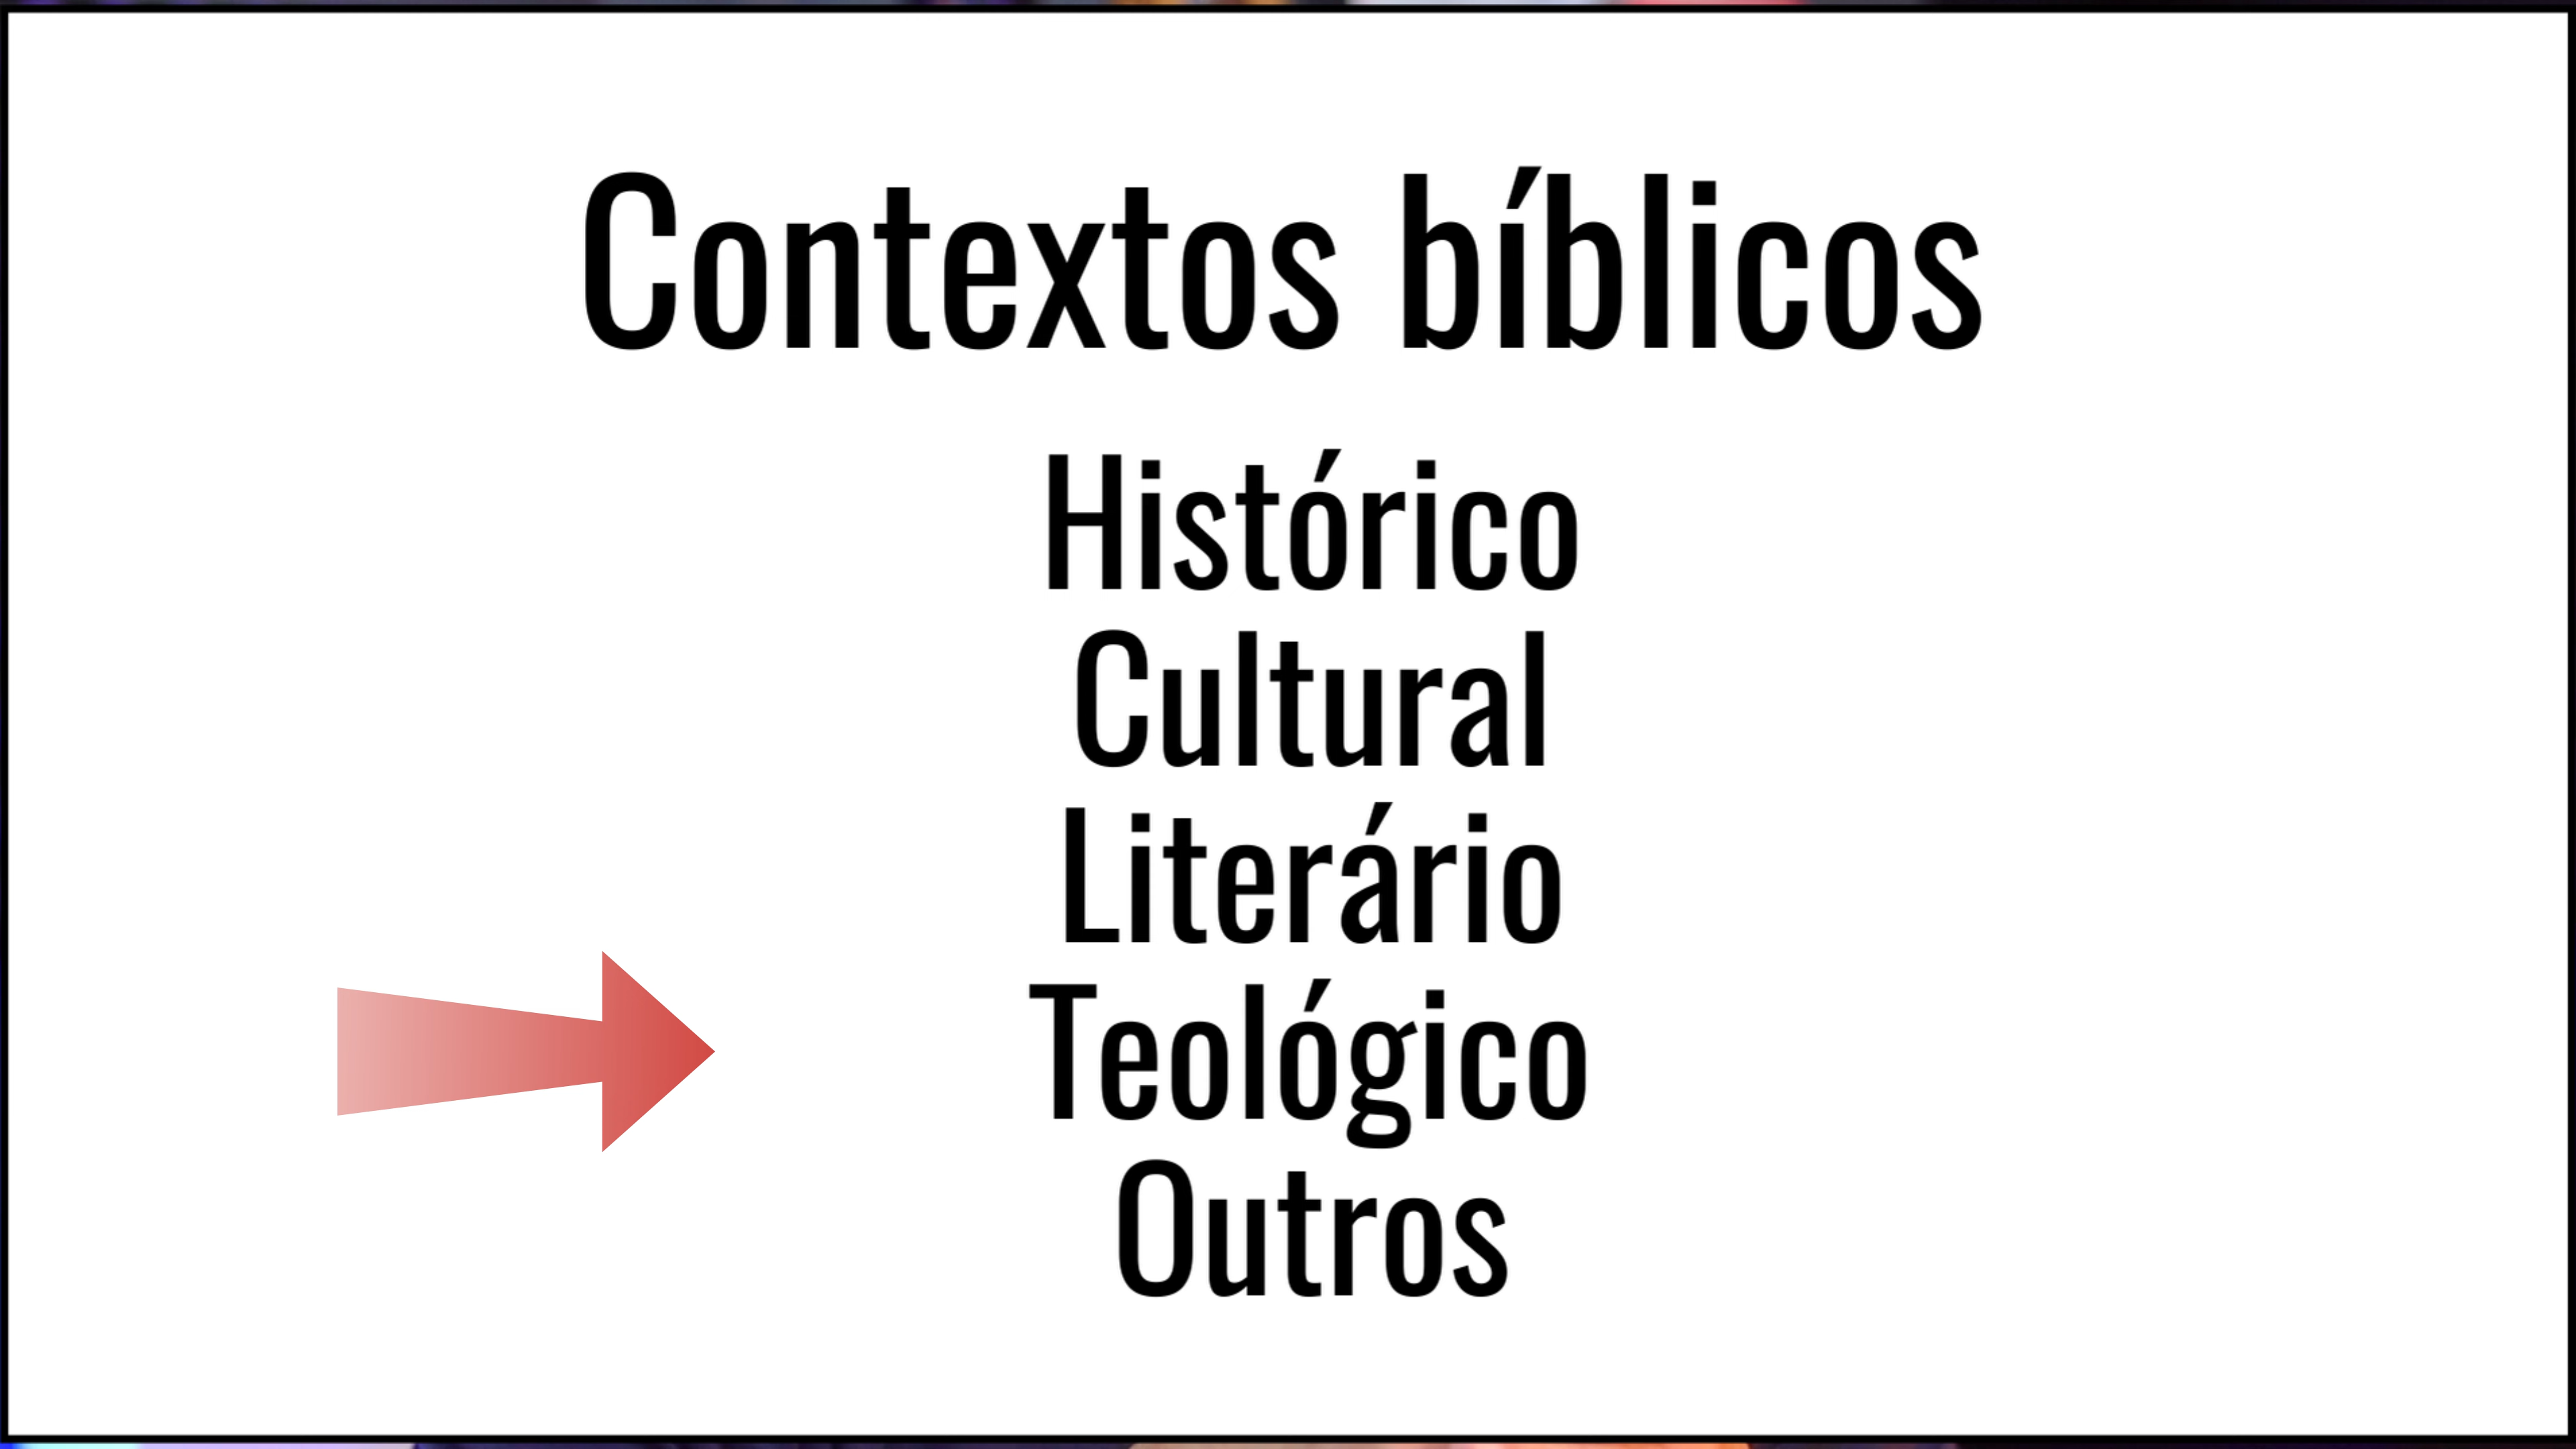 Contextos bíblicos
Histórico
Cultural
Literário
Teológico
Outros